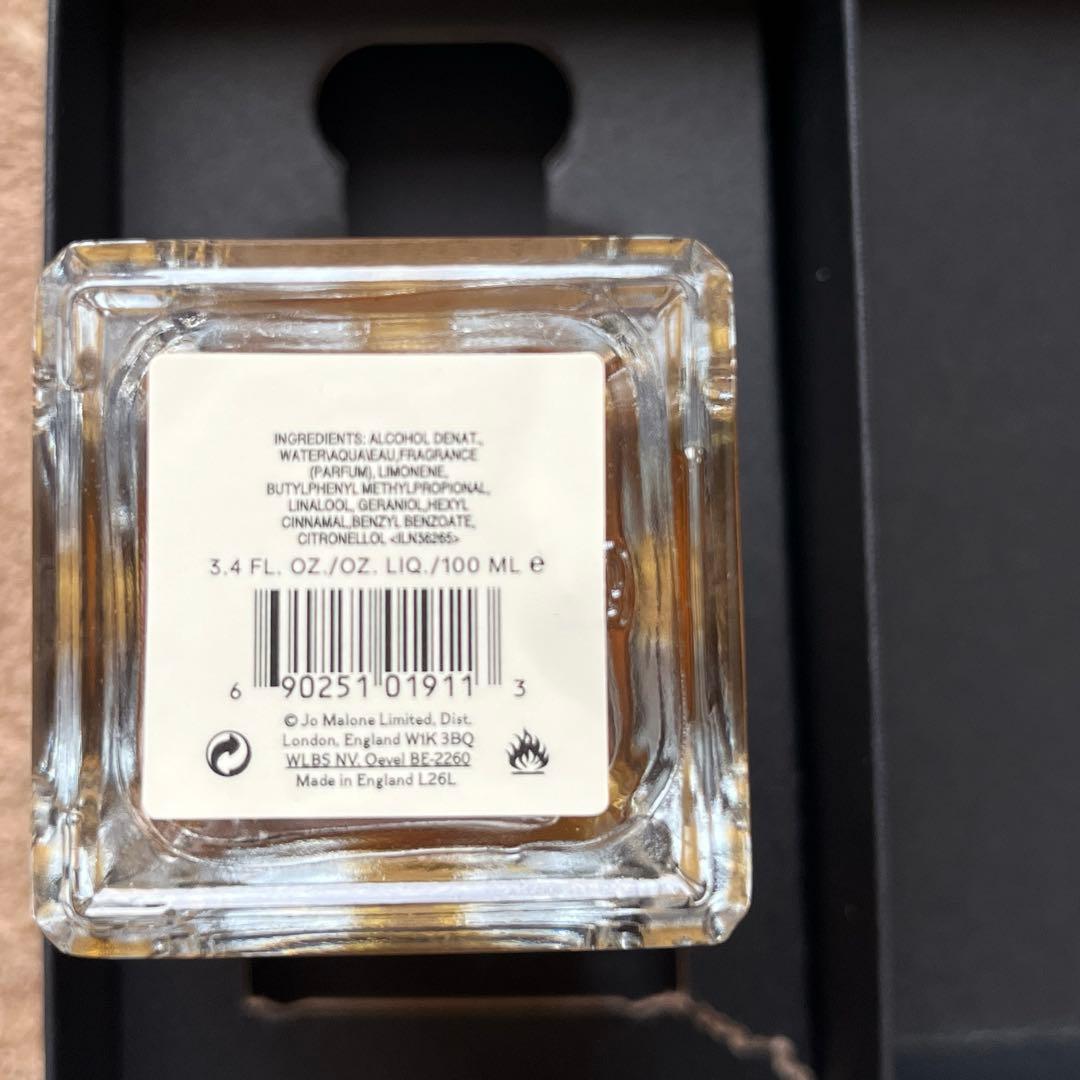 INGREDIENTS: ALCOHOL DENAT.,
WATER\AQUA\EAU,FRAGRANCE
(PARFUM), LIMONENE,
BUTYLPHENYL METHYLPROPIONAL,
LINALOOL, GERANIOL,HEXYL
CINNAMAL,BENZYL BENZOATE,
CITRONELLOL <ILN36265>
3.4 FL. OZ./OZ. LIQ./100 ML ℮
6 90251 01911 3
© Jo Malone Limited, Dist.
London, England W1K 3BQ
WLBS NV. Oevel BE-2260
Made in England L26L